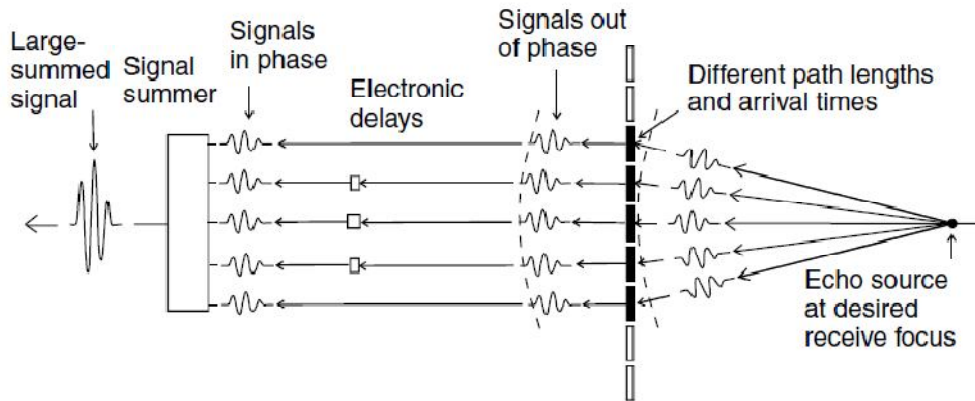 Large-
summed
signal
Signal
summer
Signals
in phase
Electronic
delays
Signals out
of phase
Different path lengths
and arrival times
Echo source
at desired
receive focus